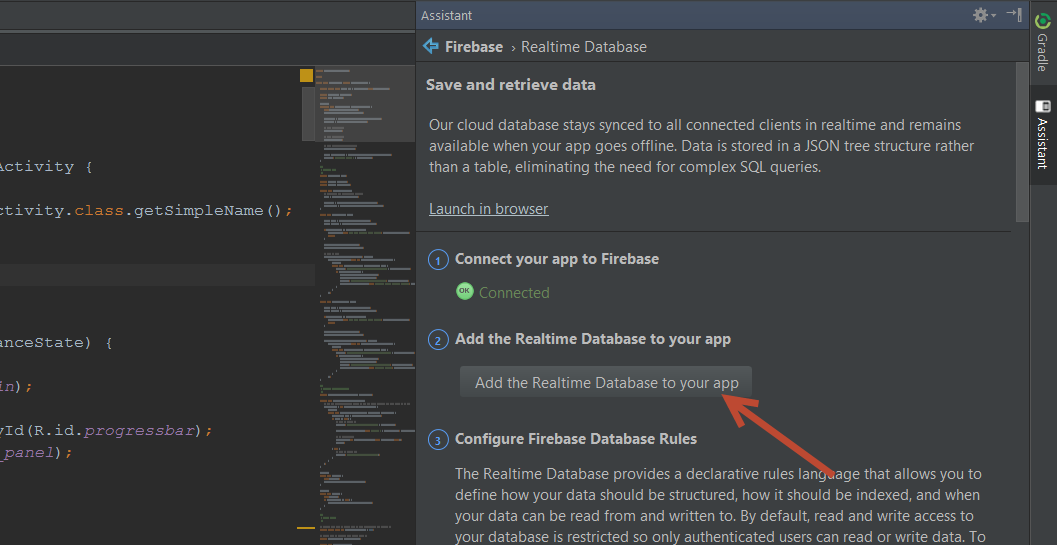 Assistant
Firebase › Realtime Database
Save and retrieve data
Our cloud database stays synced to all connected clients in realtime and remains
available when your app goes offline. Data is stored in a JSON tree structure rather
than a table, eliminating the need for complex SQL queries.
Launch in browser
1 Connect your app to Firebase
OK Connected
2 Add the Realtime Database to your app
Add the Realtime Database to your app
3 Configure Firebase Database Rules
The Realtime Database provides a declarative rules language that allows you to
define how your data should be structured, how it should be indexed, and when
your data can be read from and written to. By default, read and write access to
your database is restricted so only authenticated users can read or write data. To
Activity {
ctivity.class.getSimpleName();
anceState) {
in);
yId(R.id.progressbar);
_panel);
Gradle
Assistant